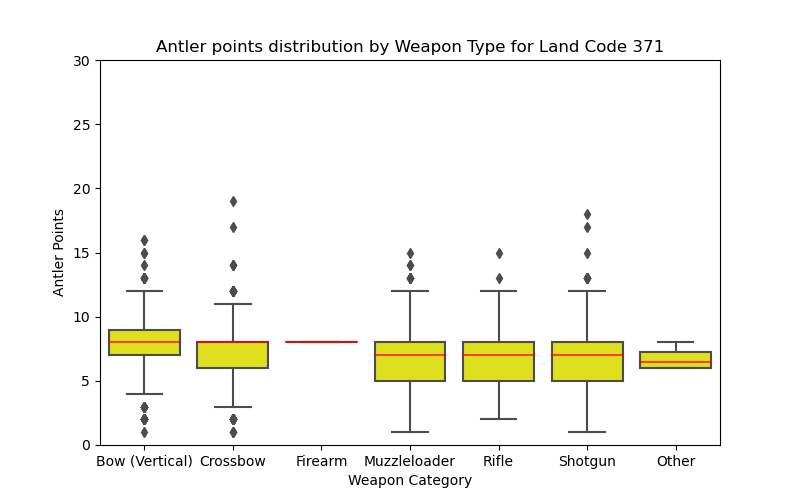 Antler points distribution by Weapon Type for Land Code 371
30
25
20
15
10
5
0
Antler Points
Bow (Vertical) Crossbow Firearm Muzzleloader Rifle Shotgun Other
Weapon Category